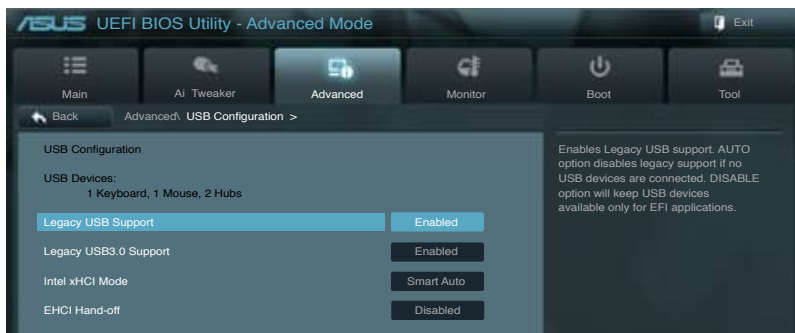 ASUS UEFI BIOS Utility - Advanced Mode
Exit
Main
Ai Tweaker
Advanced
Monitor
Boot
Tool
Back
Advanced\ USB Configuration >
USB Configuration
USB Devices:
1 Keyboard, 1 Mouse, 2 Hubs
Legacy USB Support Enabled
Legacy USB3.0 Support Enabled
Intel xHCI Mode Smart Auto
EHCI Hand-off Disabled
Enables Legacy USB support. AUTO
option disables legacy support if no
USB devices are connected. DISABLE
option will keep USB devices
available only for EFI applications.